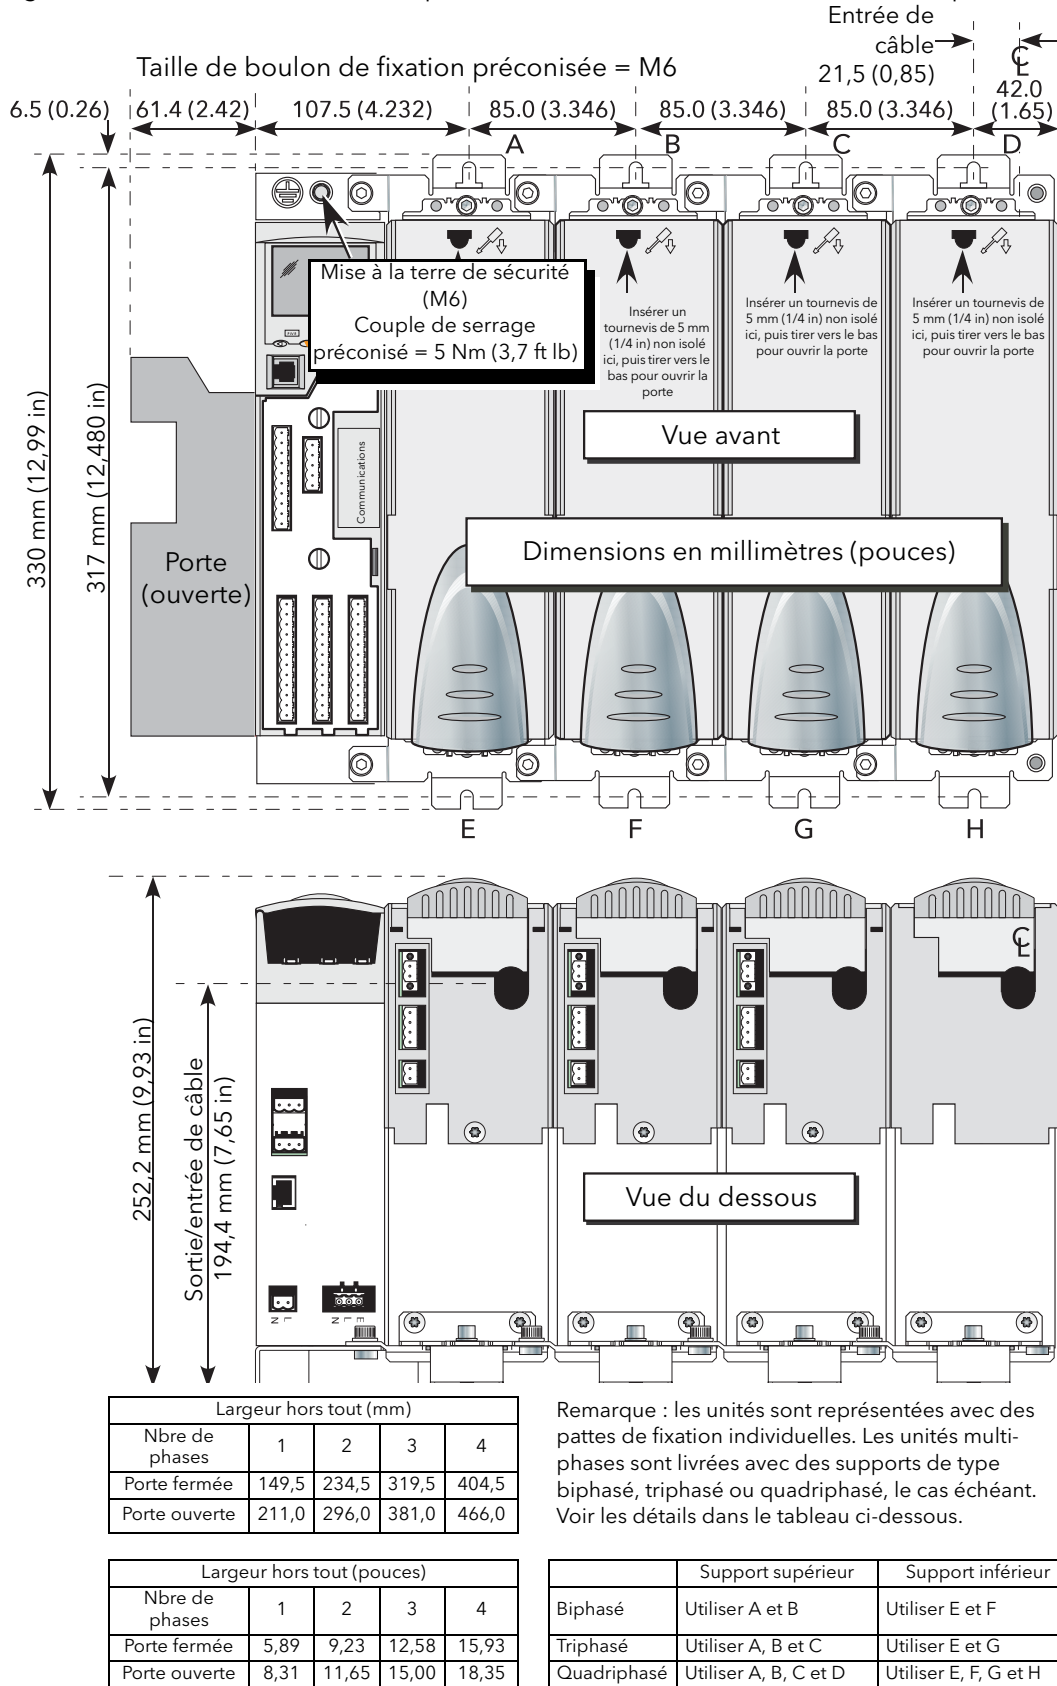 Entrée de
câble
21,5 (0,85)
Taille de boulon de fixation préconisée = M6
6.5 (0.26)
61.4 (2.42)
107.5 (4.232)
85.0 (3.346)
85.0 (3.346)
85.0 (3.346)
42.0
(1.65)
A
B
C
D
Mise à la terre de sécurité
(M6)
Couple de serrage
préconisé = 5 Nm (3,7 ft lb)
Insérer un
tournevis de 5 mm
(1/4 in) non isolé
ici, puis tirer vers le
bas pour ouvrir la
porte
Insérer un tournevis de
5 mm (1/4 in) non isolé
ici, puis tirer vers le bas
pour ouvrir la porte
Insérer un tournevis de
5 mm (1/4 in) non isolé
ici, puis tirer vers le bas
pour ouvrir la porte
330 mm (12,99 in)
317 mm (12,480 in)
Communications
Vue avant
Dimensions en millimètres (pouces)
Porte
(ouverte)
E
F
G
H
252,2 mm (9,93 in)
Sortie/entrée de câble
194,4 mm (7,65 in)
Vue du dessous
N L
N L E
Largeur hors tout (mm)
Nbre de
phases
1 2 3 4
Porte fermée 149,5 234,5 319,5 404,5
Porte ouverte 211,0 296,0 381,0 466,0
Remarque : les unités sont représentées avec des
pattes de fixation individuelles. Les unités multi-
phases sont livrées avec des supports de type
biphasé, triphasé ou quadriphasé, le cas échéant.
Voir les détails dans le tableau ci-dessous.
Largeur hors tout (pouces)
Nbre de
phases
1 2 3 4
Porte fermée 5,89 9,23 12,58 15,93
Porte ouverte 8,31 11,65 15,00 18,35
Support supérieur Support inférieur
Biphasé Utiliser A et B Utiliser E et F
Triphasé Utiliser A, B et C Utiliser E et G
Quadriphasé Utiliser A, B, C et D Utiliser E, F, G et H